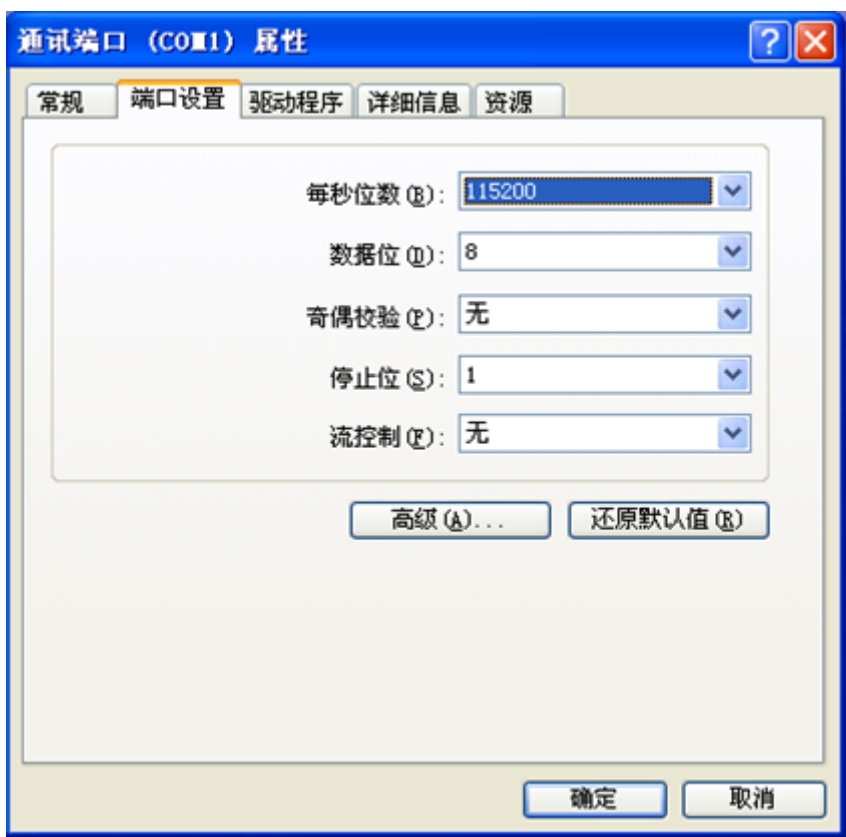 通讯端口 (COM1) 属性
常规 端口设置 驱动程序 详细信息 资源
每秒位数(B): 115200
数据位(D): 8
奇偶校验(P): 无
停止位(S): 1
流控制(F): 无
高级(A)... 还原默认值(R)
确定 取消